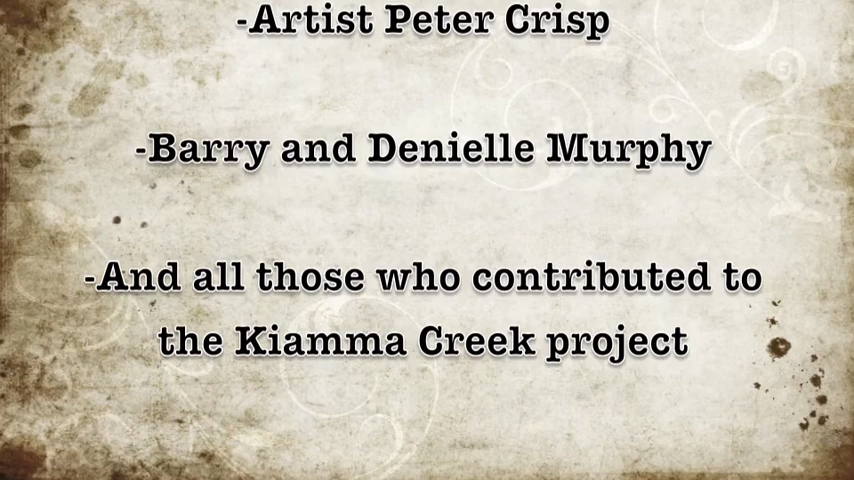 -Artist Peter Crisp
-Barry and Denielle Murphy
-And all those who contributed to
the Kiamma Creek project